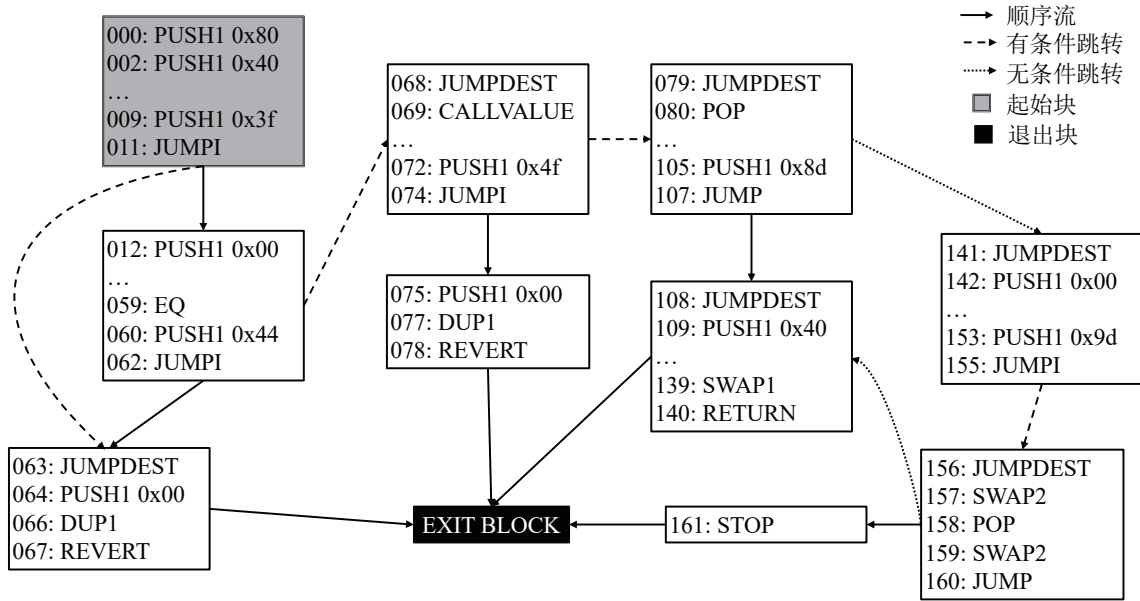 000: PUSH1 0x80
002: PUSH1 0x40
…
009: PUSH1 0x3f
011: JUMPI
012: PUSH1 0x00
…
059: EQ
060: PUSH1 0x44
062: JUMPI
063: JUMPDEST
064: PUSH1 0x00
066: DUP1
067: REVERT
068: JUMPDEST
069: CALLVALUE
…
072: PUSH1 0x4f
074: JUMPI
075: PUSH1 0x00
077: DUP1
078: REVERT
EXIT BLOCK
079: JUMPDEST
080: POP
…
105: PUSH1 0x8d
107: JUMP
108: JUMPDEST
109: PUSH1 0x40
…
139: SWAP1
140: RETURN
161: STOP
顺序流
有条件跳转
无条件跳转
起始块
退出块
141: JUMPDEST
142: PUSH1 0x00
…
153: PUSH1 0x9d
155: JUMPI
156: JUMPDEST
157: SWAP2
158: POP
159: SWAP2
160: JUMP